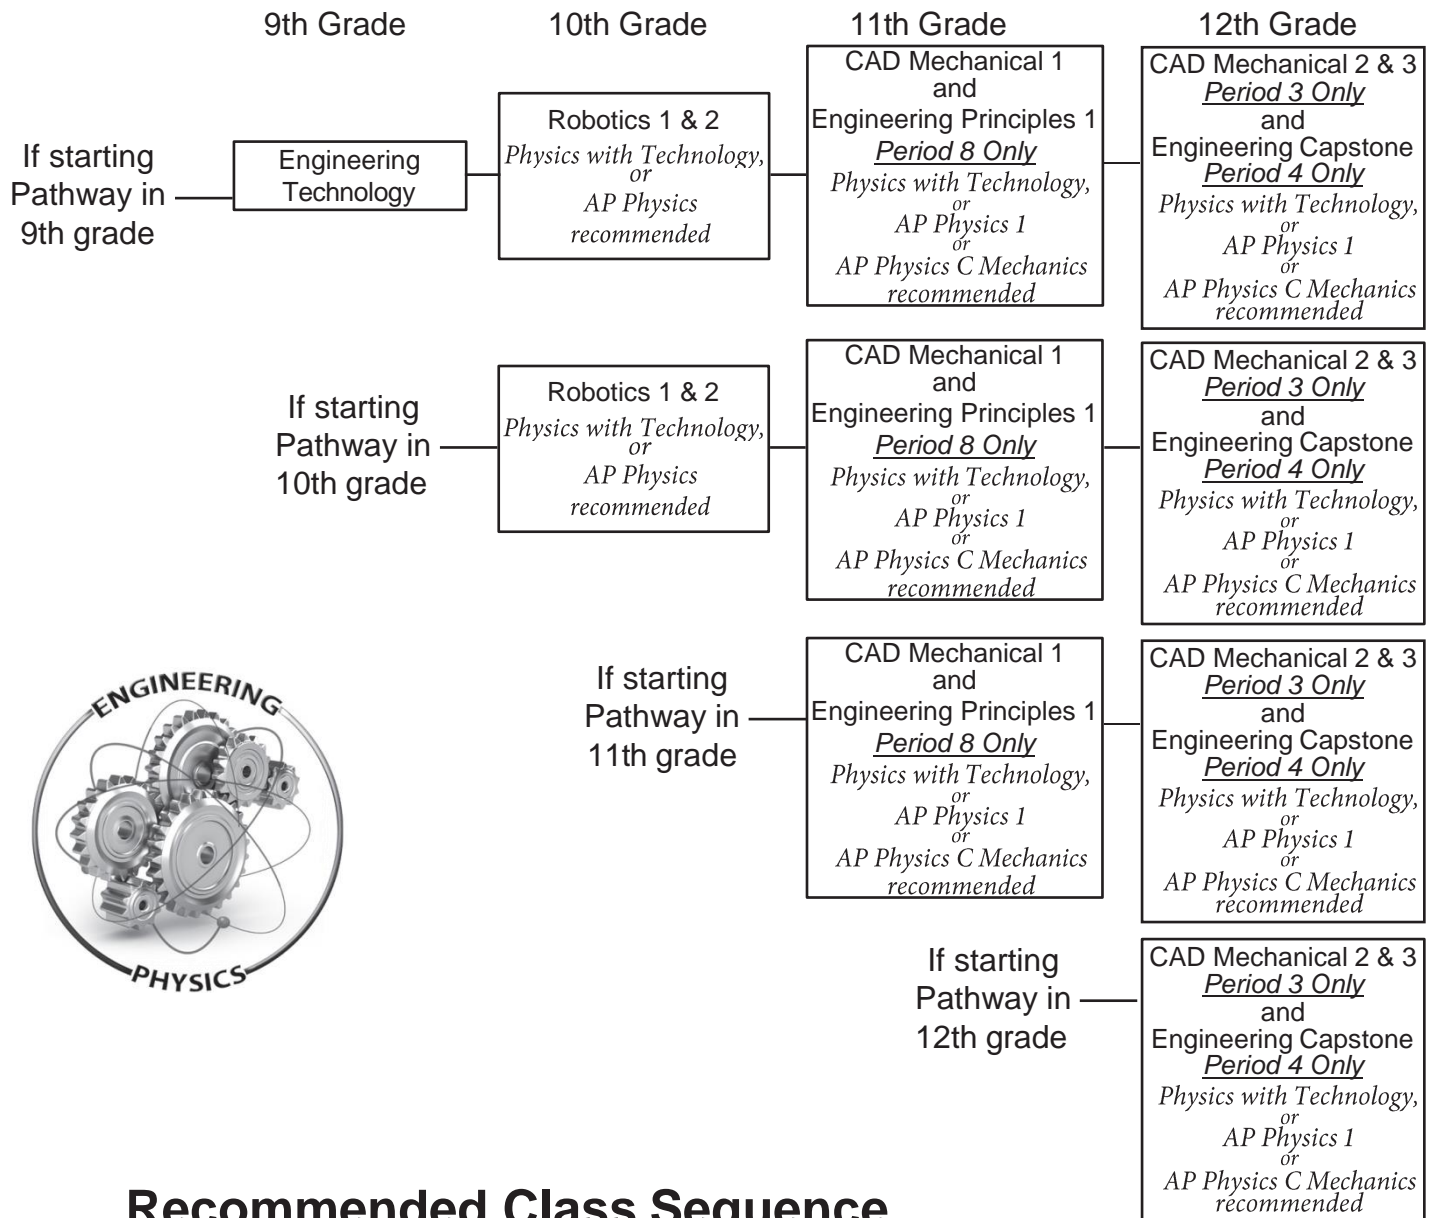 9th Grade
10th Grade
11th Grade
12th Grade
If starting
Pathway in
9th grade
Engineering
Technology
Robotics 1 & 2
Physics with Technology,
or
AP Physics
recommended
CAD Mechanical 1
and
Engineering Principles 1
Period 8 Only
Physics with Technology,
or
AP Physics 1
or
AP Physics C Mechanics
recommended
CAD Mechanical 2 & 3
Period 3 Only
and
Engineering Capstone
Period 4 Only
Physics with Technology,
or
AP Physics 1
or
AP Physics C Mechanics
recommended
If starting
Pathway in
10th grade
Robotics 1 & 2
Physics with Technology,
or
AP Physics
recommended
CAD Mechanical 1
and
Engineering Principles 1
Period 8 Only
Physics with Technology,
or
AP Physics 1
or
AP Physics C Mechanics
recommended
CAD Mechanical 2 & 3
Period 3 Only
and
Engineering Capstone
Period 4 Only
Physics with Technology,
or
AP Physics 1
or
AP Physics C Mechanics
recommended
If starting
Pathway in
11th grade
CAD Mechanical 1
and
Engineering Principles 1
Period 8 Only
Physics with Technology,
or
AP Physics 1
or
AP Physics C Mechanics
recommended
CAD Mechanical 2 & 3
Period 3 Only
and
Engineering Capstone
Period 4 Only
Physics with Technology,
or
AP Physics 1
or
AP Physics C Mechanics
recommended
ENGINEERING
PHYSICS
If starting
Pathway in
12th grade
CAD Mechanical 2 & 3
Period 3 Only
and
Engineering Capstone
Period 4 Only
Physics with Technology,
or
AP Physics 1
or
AP Physics C Mechanics
recommended
Recommended Class Sequence